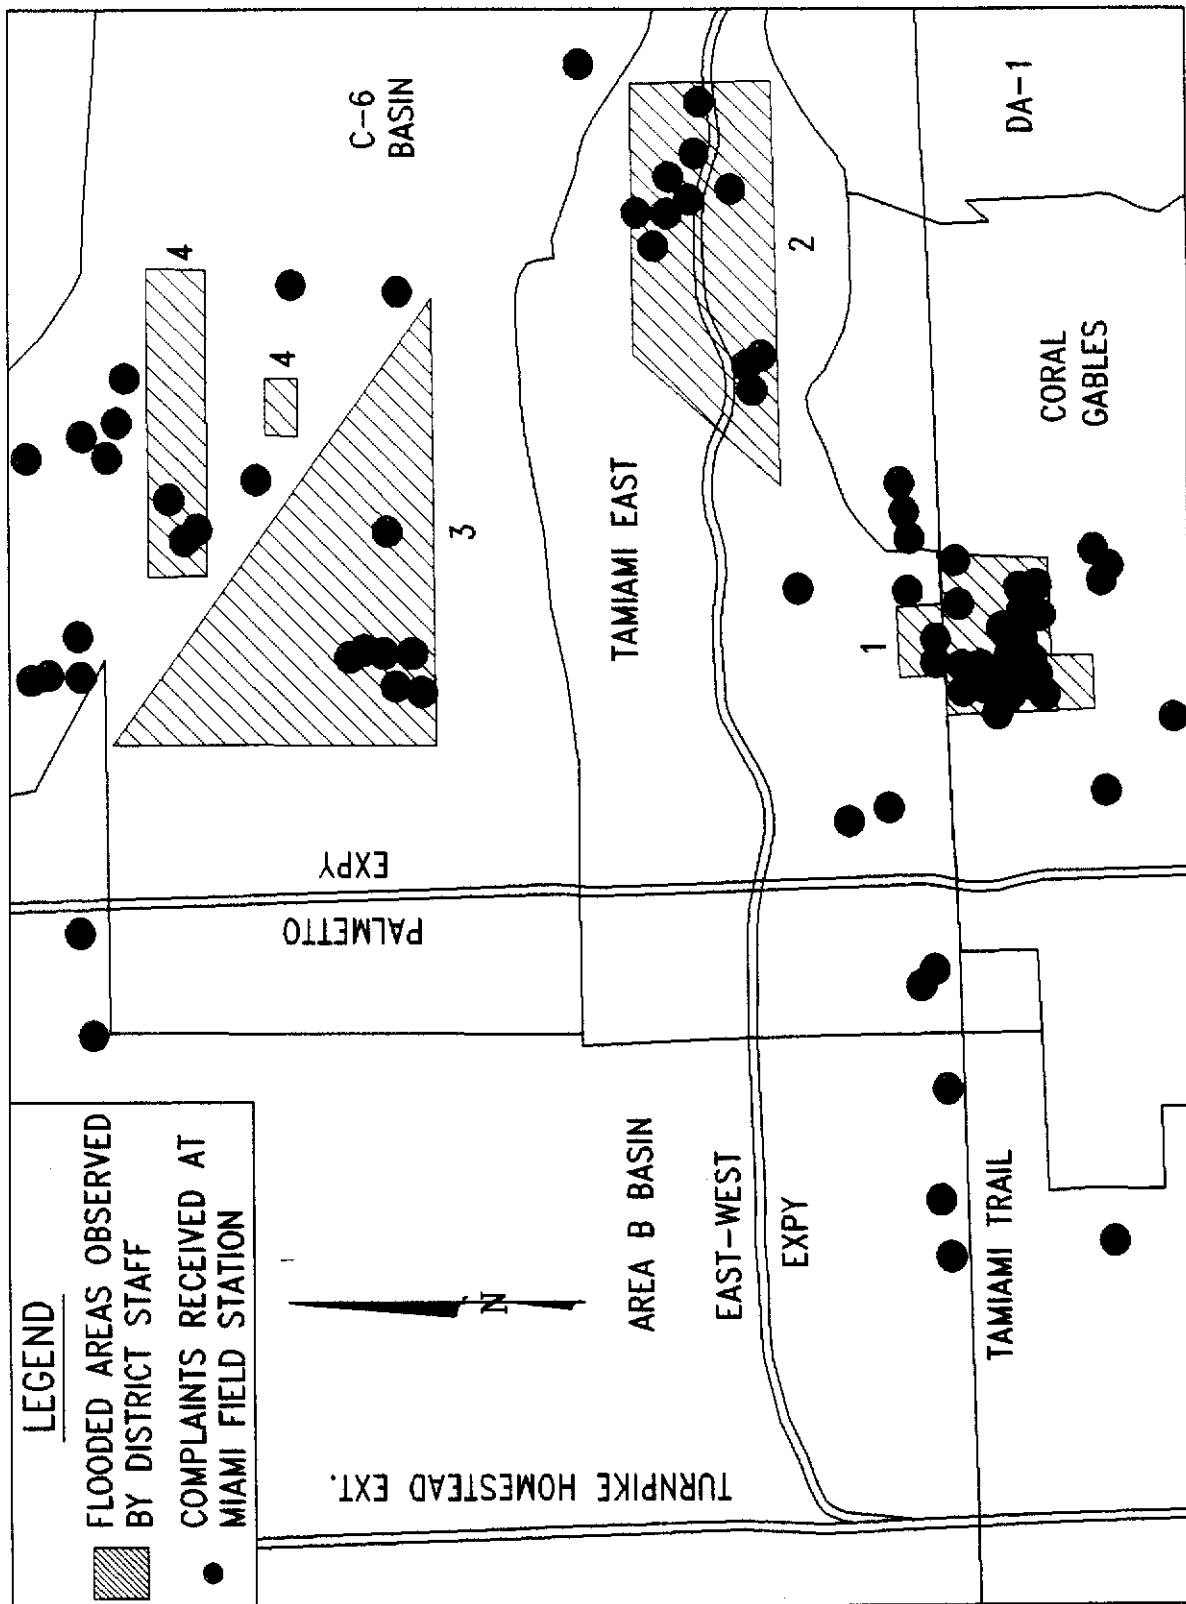 LEGEND
FLOODED AREAS OBSERVED
BY DISTRICT STAFF
COMPLAINTS RECEIVED AT
MIAMI FIELD STATION
N
TURNPIKE HOMESTEAD EXT.
AREA B BASIN
EAST-WEST
EXPY
TAMIAMI TRAIL
PALMETTO
EXPY
TAMIAMI EAST
C-6
BASIN
CORAL
GABLES
DA-1
1
2
3
4
4